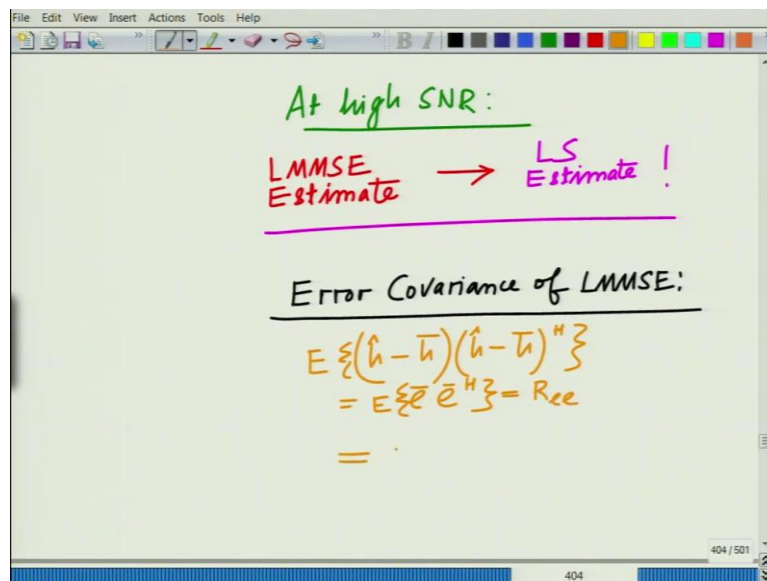 File Edit View Insert Actions Tools Help
» » B I
At high SNR:
LMMSE Estimate → LS Estimate !
Error Covariance of LMMSE:
E {(ĥ - h̄)(ĥ - h̄)ᴴ}
= E{ē ēᴴ} = Ree
=
404 / 501
404